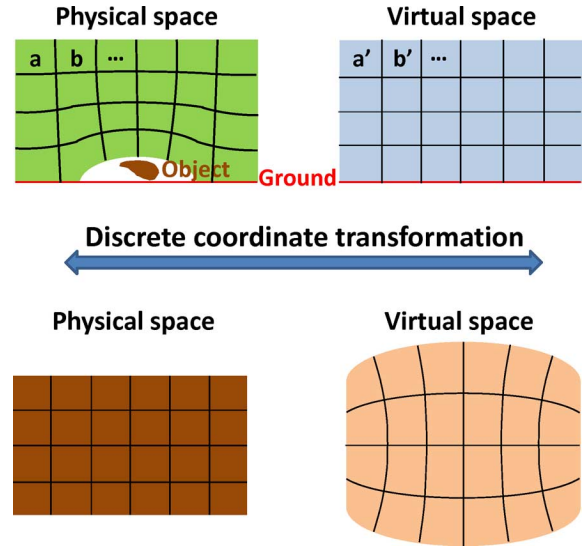 Physical space
Virtual space
a b ...
a’ b’ ...
Object
Ground
Discrete coordinate transformation
Physical space
Virtual space